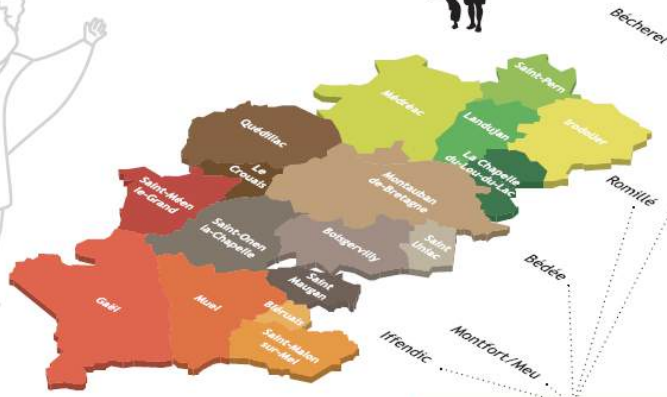 Bécherel
Saint-Pern
Médréac
Landujan
Irodouër
Quédillac
La Chapelle
du-Lou-du-Lac
Le
Crouais
Montauban
de-Bretagne
Romillé
Saint-Méen
le-Grand
Saint-Onen
la-Chapelle
Boisgervilly
Saint
Uniac
Bédée
Saint
Maugan
Gaël
Muel
Bléruais
Saint-Malon
sur-Mel
Iffendic
Montfort/Meu